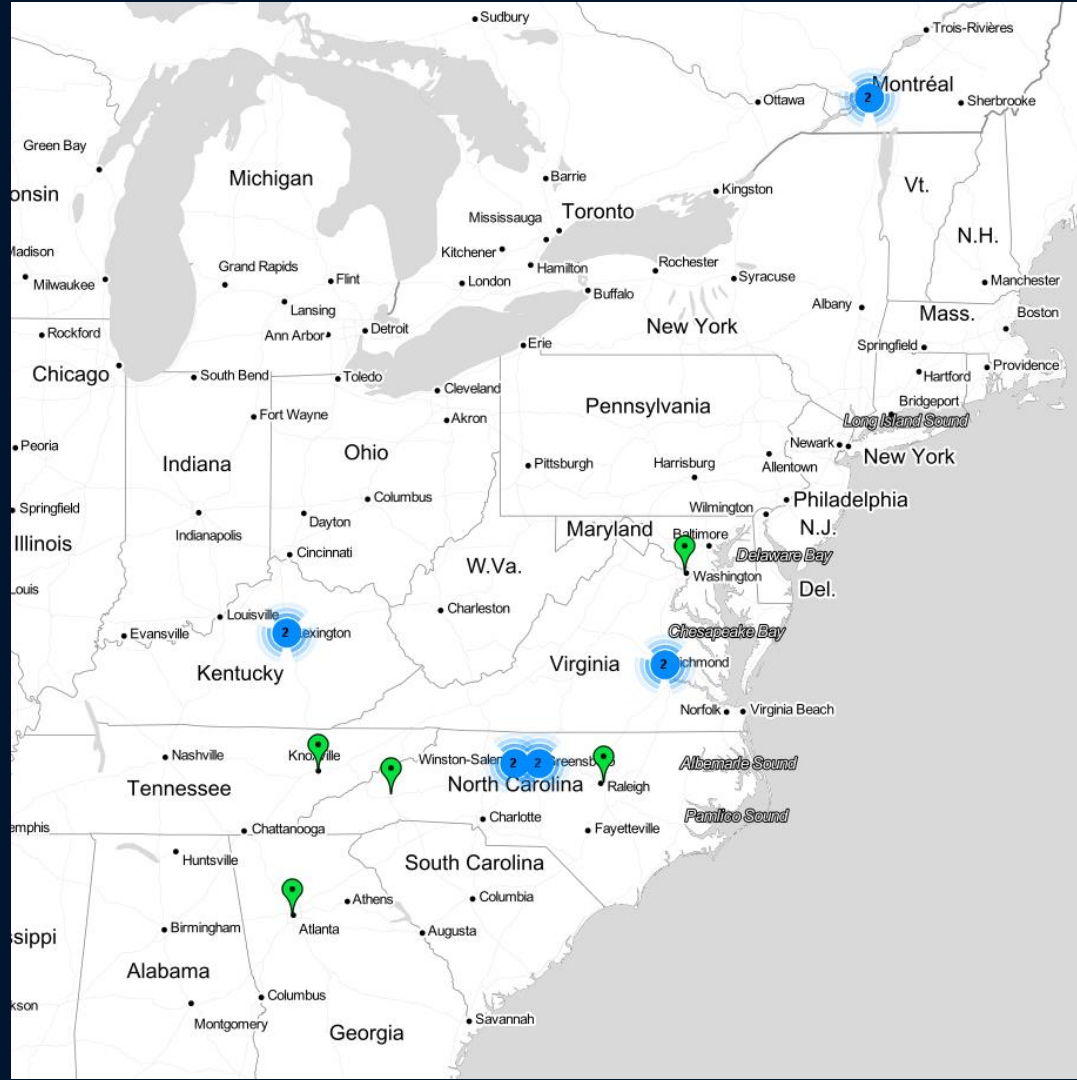 Sudbury
Trois-Rivières
Montréal
2
Ottawa
Sherbrooke
Green Bay
Michigan
Barrie
Kingston
Vt.
onsin
Mississauga
Toronto
N.H.
Madison
Kitchener
Grand Rapids
Flint
Hamilton
Rochester
Syracuse
Milwaukee
London
Manchester
Buffalo
Lansing
Albany
Mass.
Boston
Rockford
Ann Arbor
Detroit
New York
Erie
Springfield
Chicago
South Bend
Toledo
Hartford
Providence
Cleveland
Bridgeport
Pennsylvania
Fort Wayne
Akron
Long Island Sound
Peoria
Ohio
Newark
New York
Indiana
Pittsburgh
Harrisburg
Allentown
Columbus
Philadelphia
Springfield
Wilmington
Dayton
N.J.
Indianapolis
Maryland
Baltimore
Illinois
Cincinnati
Delaware Bay
W.Va.
Washington
Louis
Del.
Charleston
Louisville
2
exington
Evansville
Chesapeake Bay
Virginia
2
ichmond
Kentucky
Norfolk
Virginia Beach
Nashville
Knoxville
Winston-Salem
2
2
Greensboro
Albemarle Sound
Tennessee
North Carolina
Raleigh
Pamlico Sound
Charlotte
emphis
Chattanooga
Fayetteville
Huntsville
South Carolina
Athens
Columbia
Birmingham
Atlanta
Augusta
ssippi
Alabama
Columbus
kson
Montgomery
Georgia
Savannah